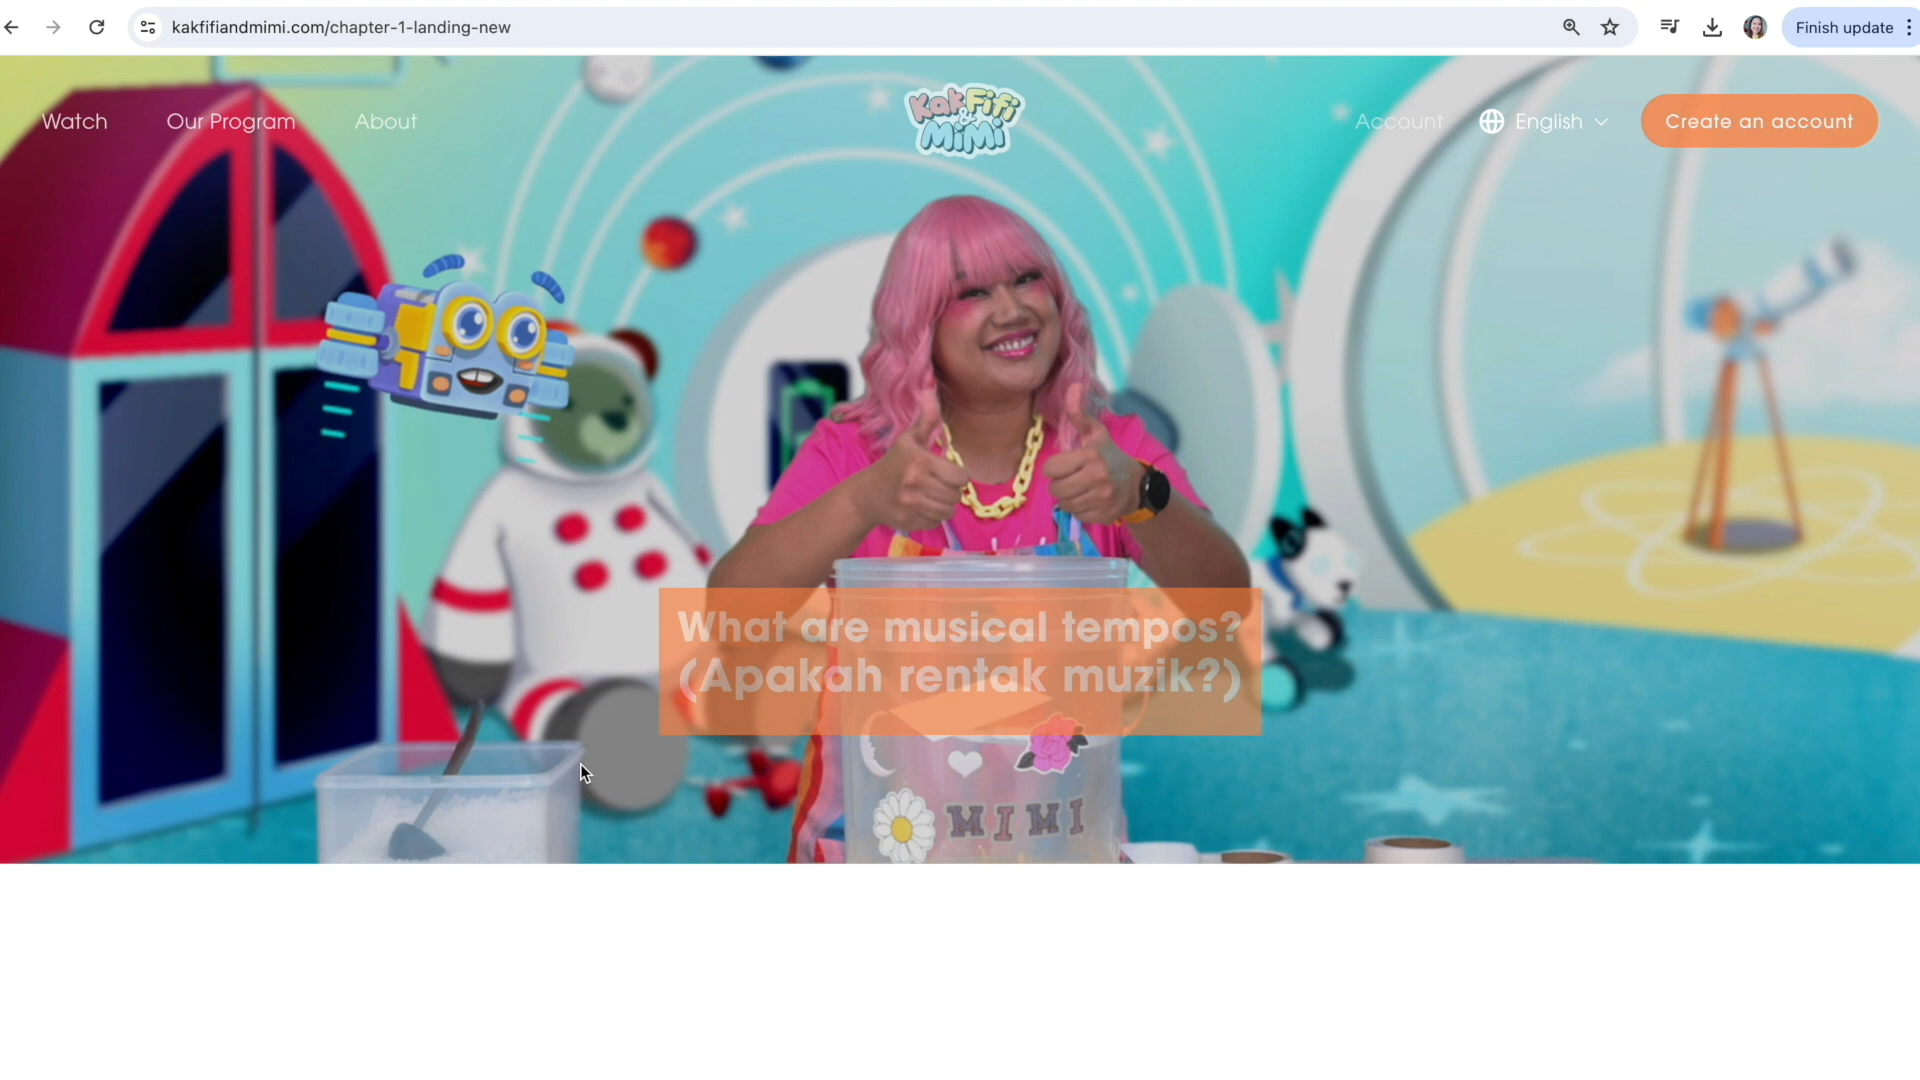 kakfifiandmimi.com/chapter-1-landing-new
Finish update
Watch
Our Program
About
Kak Fifi
&
MiMi
Account
English
Create an account
What are musical tempos?
(Apakah rentak muzik?)
MIMI